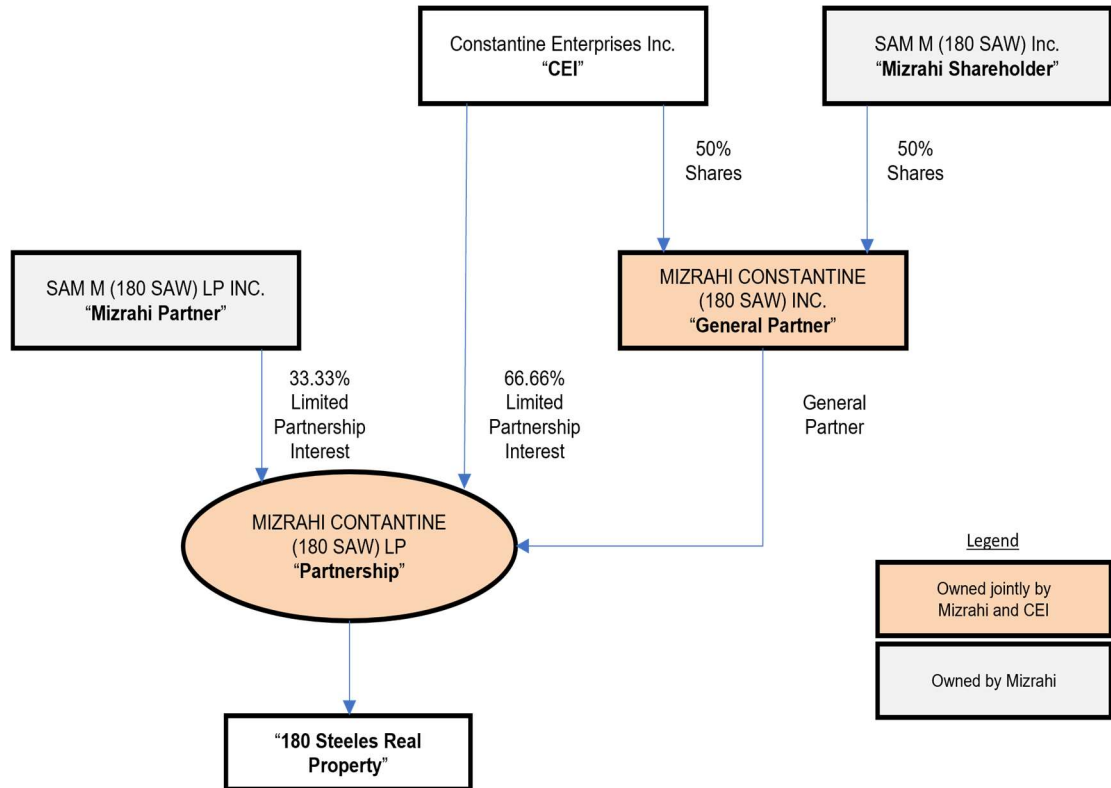 Constantine Enterprises Inc.
“CEI”
SAM M (180 SAW) Inc.
“Mizrahi Shareholder”
50%
Shares
50%
Shares
SAM M (180 SAW) LP INC.
“Mizrahi Partner”
MIZRAHI CONSTANTINE
(180 SAW) INC.
“General Partner”
33.33%
Limited
Partnership
Interest
66.66%
Limited
Partnership
Interest
General
Partner
MIZRAHI CONTANTINE
(180 SAW) LP
“Partnership”
Legend
Owned jointly by
Mizrahi and CEI
Owned by Mizrahi
“180 Steeles Real
Property”